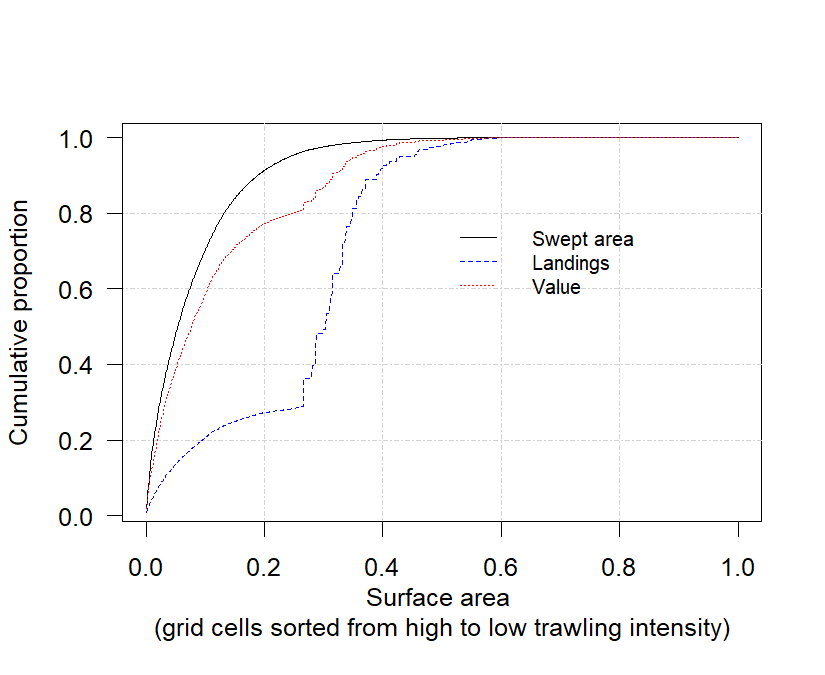 Cumulative proportion
1.0
0.8
0.6
0.4
0.2
0.0
Swept area
Landings
Value
0.0 0.2 0.4 0.6 0.8 1.0
Surface area
(grid cells sorted from high to low trawling intensity)